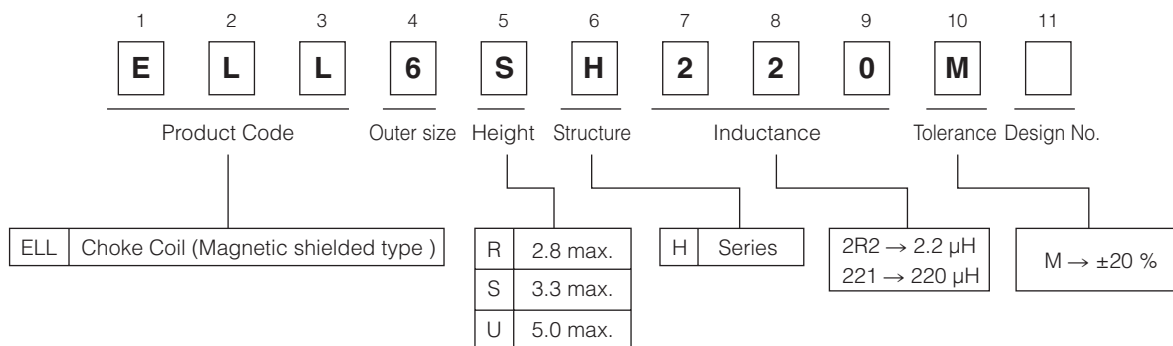 1 2 3 4 5 6 7 8 9 10 11
E L L 6 S H 2 2 0 M
Product Code Outer size Height Structure Inductance Tolerance Design No.
ELL Choke Coil (Magnetic shielded type )
R 2.8 max.
S 3.3 max.
U 5.0 max.
H Series
2R2 → 2.2 µH
221 → 220 µH
M → ±20 %